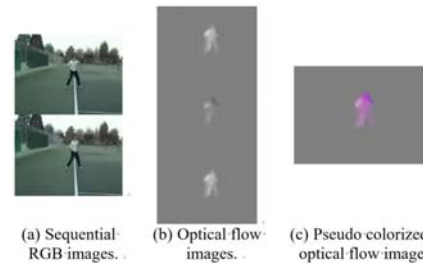 (a) Sequential
RGB images.
(b) Optical flow
images.
(c) Pseudo colorized
optical flow image